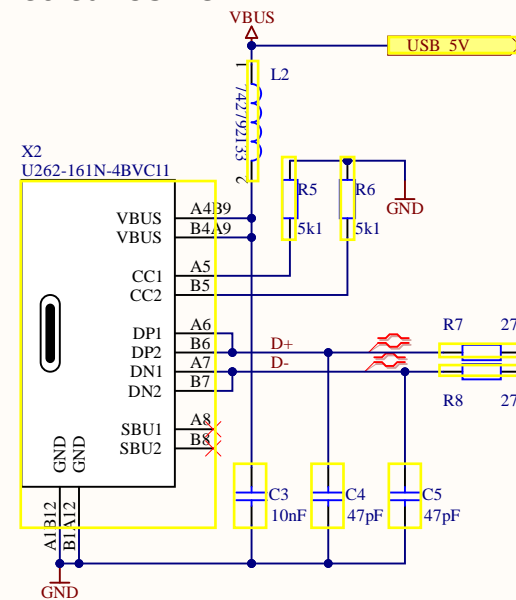 VBUS
USB 5V
1
L2
742792133
2
X2
U262-161N-4BVC11
R5
R6
5k1
5k1
GND
VBUS
A4B9
VBUS
B4A9
CC1
A5
CC2
B5
DP1
A6
DP2
B6
D+
DN1
A7
D-
DN2
B7
R7
27
R8
27
SBU1
A8
SBU2
B8
GND
GND
A1B12
B1A12
C3
10nF
C4
47pF
C5
47pF
GND